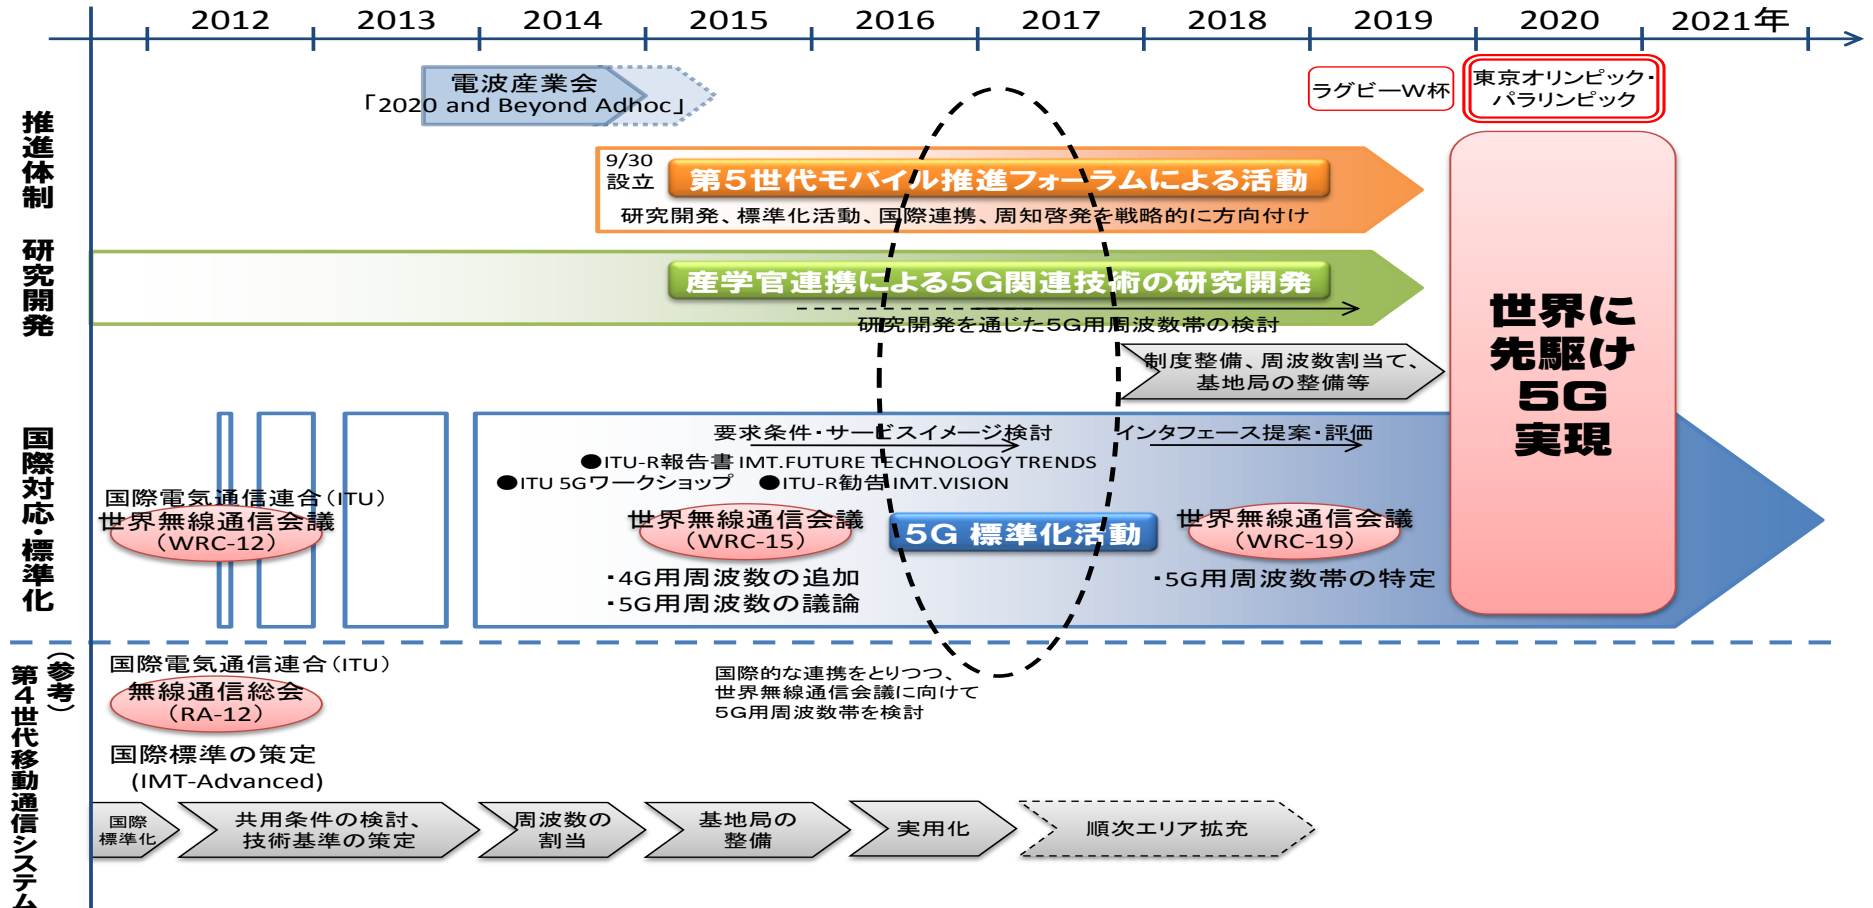 2012 2013 2014 2015 2016 2017 2018 2019 2020 2021年
電波産業会
「2020 and Beyond Adhoc」
ラグビーW杯
東京オリンピック・
パラリンピック
推進体制
9/30
設立
第5世代モバイル推進フォーラムによる活動
研究開発、標準化活動、国際連携、周知啓発を戦略的に方向付け
研究開発
産学官連携による5G関連技術の研究開発
研究開発を通じた5G用周波数帯の検討
制度整備、周波数割当て、
基地局の整備等
世界に
先駆け
5G
実現
国際対応・標準化
要求条件・サービスイメージ検討
インタフェース提案・評価
●ITU-R報告書 IMT.FUTURE TECHNOLOGY TRENDS
●ITU 5Gワークショップ ●ITU-R勧告 IMT.VISION
国際電気通信連合(ITU)
世界無線通信会議
(WRC-12)
世界無線通信会議
(WRC-15)
5G 標準化活動
世界無線通信会議
(WRC-19)
・4G用周波数の追加
・5G用周波数の議論
・5G用周波数帯の特定
(参考)
第4世代移動通信システム
国際電気通信連合(ITU)
無線通信総会
(RA-12)
国際標準の策定
(IMT-Advanced)
国際的な連携をとりつつ、
世界無線通信会議に向けて
5G用周波数帯を検討
国際
標準化
共用条件の検討、
技術基準の策定
周波数の
割当
基地局の
整備
実用化
順次エリア拡充